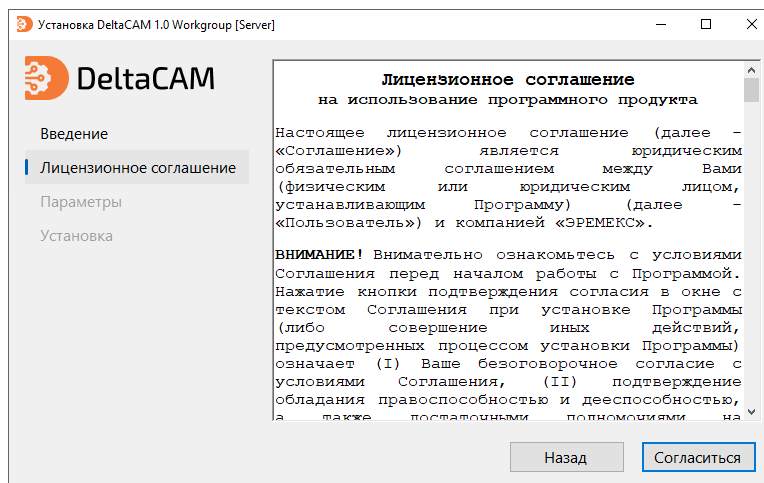 Установка DeltaCAM 1.0 Workgroup [Server]
DeltaCAM
Введение
Лицензионное соглашение
Параметры
Установка
Лицензионное соглашение
на использование программного продукта
Настоящее лицензионное соглашение (далее –
«Соглашение») является юридическим
обязательным соглашением между Вами
(физическим или юридическим лицом,
устанавливающим Программу) (далее –
«Пользователь») и компанией «ЭРЕМЕКС».
ВНИМАНИЕ! Внимательно ознакомьтесь с условиями
Соглашения перед началом работы с Программой.
Нажатие кнопки подтверждения согласия в окне с
текстом Соглашения при установке Программы
(либо совершение иных действий,
предусмотренных процессом установки Программы)
означает (I) Ваше безоговорочное согласие с
условиями Соглашения, (II) подтверждение
обладания правоспособностью и дееспособностью,
а также достаточными полномочиями на
Назад
Согласиться